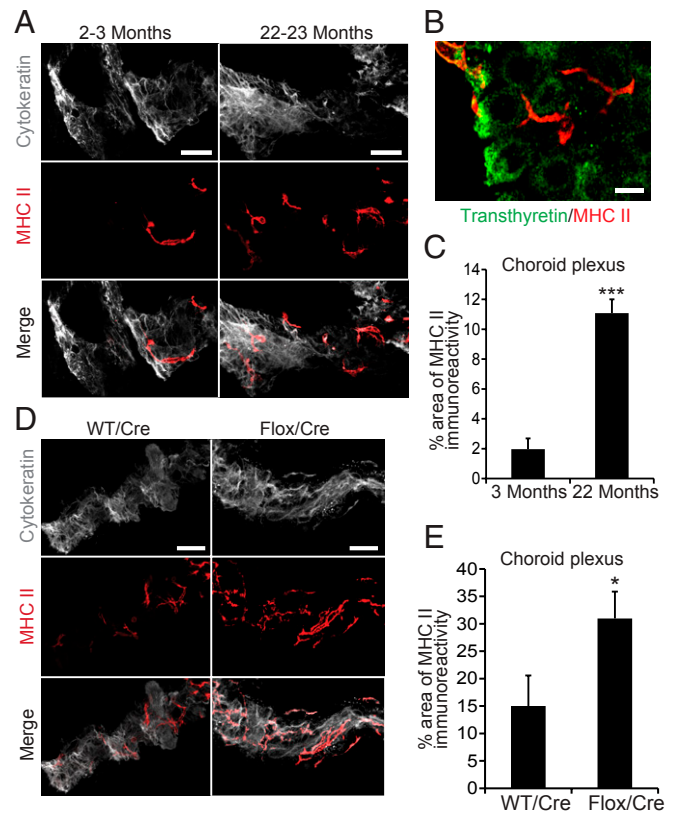 A
2-3 Months
22-23 Months
Cytokeratin
MHC II
Merge
B
Transthyretin/MHC II
C
Choroid plexus
% area of MHC II
immunoreactivity
14
12
10
8
6
4
2
0
***
3 Months
22 Months
D
WT/Cre
Flox/Cre
Cytokeratin
MHC II
Merge
E
Choroid plexus
% area of MHC II
immunoreactivity
40
35
30
25
20
15
10
5
0
*
WT/Cre
Flox/Cre